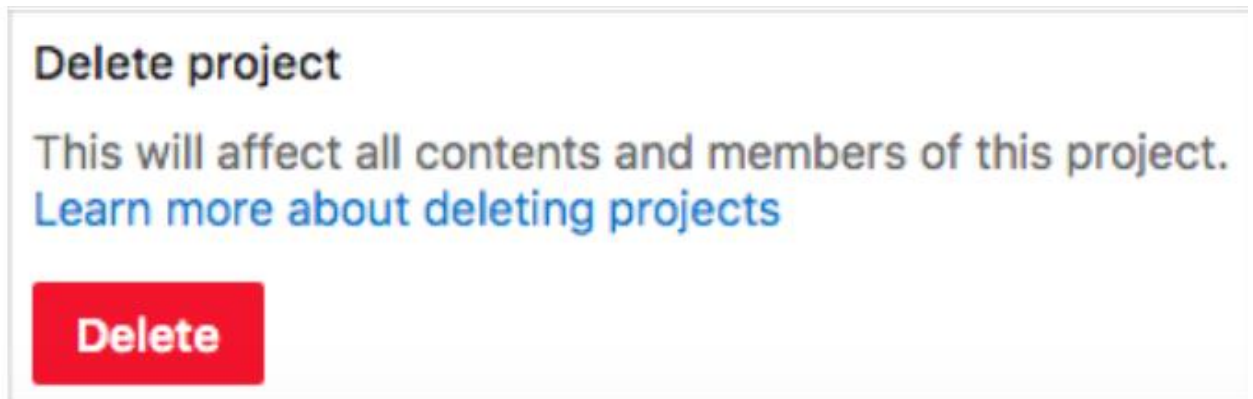 Delete project
This will affect all contents and members of this project.
Learn more about deleting projects
Delete